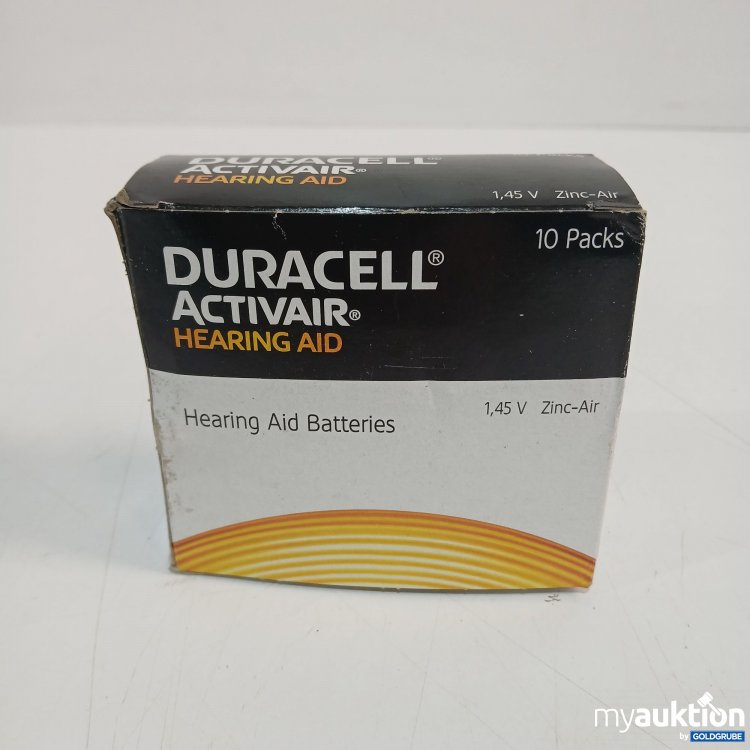 DURACELL®
ACTIVAIR®
HEARING AID
1,45 V Zinc-Air
10 Packs
DURACELL®
ACTIVAIR®
HEARING AID
Hearing Aid Batteries
1,45 V Zinc-Air
myauktion
by GOLDGRUBE